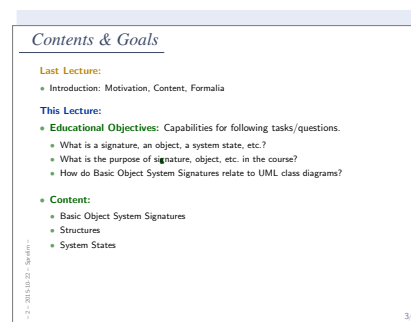 Contents & Goals
Last Lecture:
• Introduction: Motivation, Content, Formalia
This Lecture:
• Educational Objectives: Capabilities for following tasks/questions.
• What is a signature, an object, a system state, etc.?
• What is the purpose of signature, object, etc. in the course?
• How do Basic Object System Signatures relate to UML class diagrams?
• Content:
• Basic Object System Signatures
• Structures
• System States
– 2 – 2015-10-22 – Sprelim –
3/